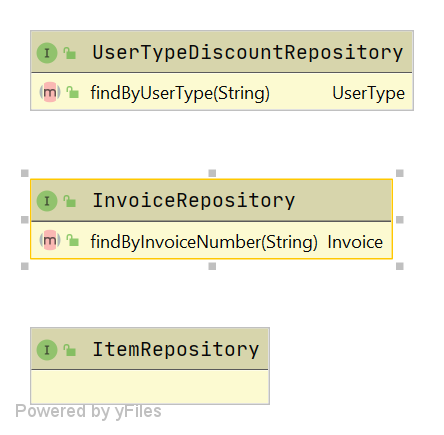 I UserTypeDiscountRepository
m findByUserType(String) UserType
I InvoiceRepository
m findByInvoiceNumber(String) Invoice
I ItemRepository
Powered by yFiles